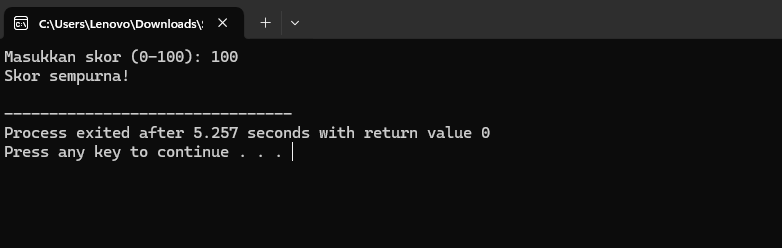 C:\Users\Lenovo\Downloads\
Masukkan skor (0-100): 100
Skor sempurna!
--------------------------------
Process exited after 5.257 seconds with return value 0
Press any key to continue . . .